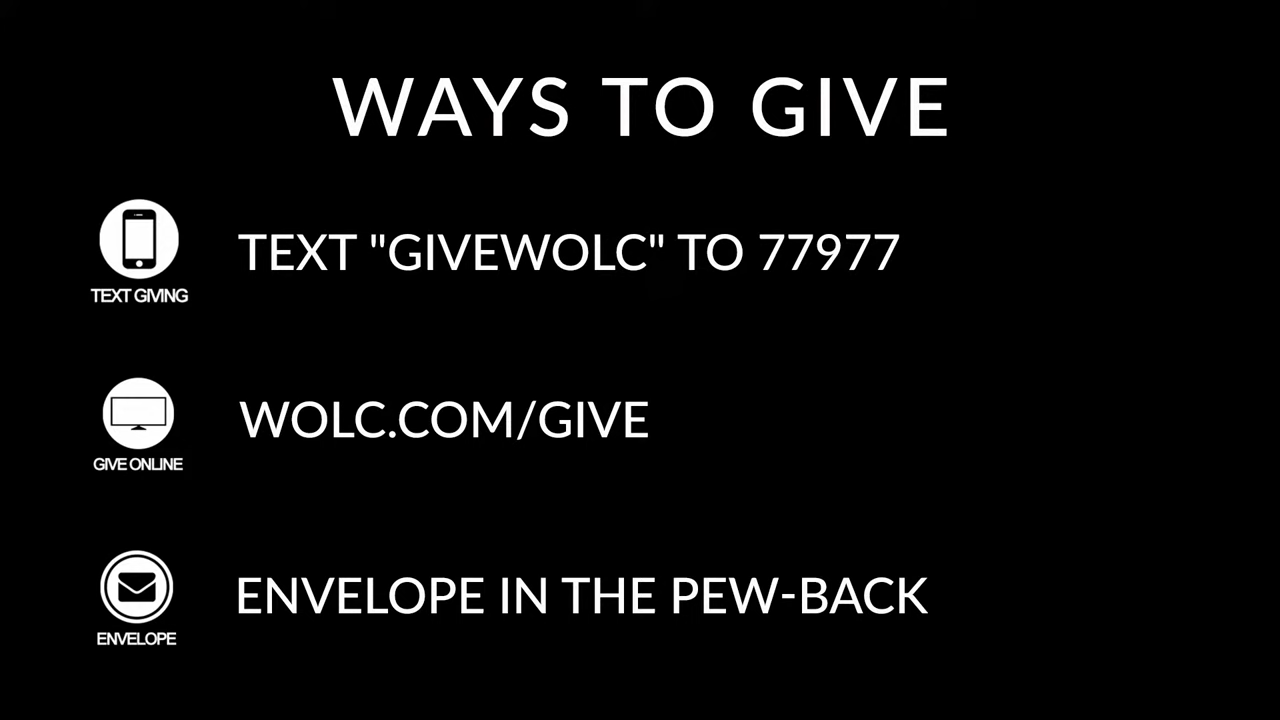 WAYS TO GIVE
TEXT "GIVEWOLC" TO 77977
TEXT GIVING
WOLC.COM/GIVE
GIVE ONLINE
ENVELOPE IN THE PEW-BACK
ENVELOPE